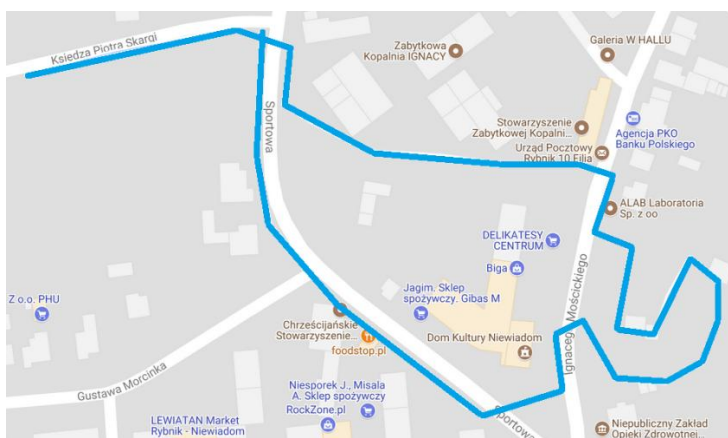 Księdza Piotra Skargi
Zabytkowa
Kopalnia IGNACY
Galeria W HALLU
Sportowa
Stowarzyszenie
Zabytkowej Kopalni...
Agencja PKO
Banku Polskiego
Urząd Pocztowy
Rybnik 10 Filia
ALAB Laboratoria
Sp. z oo
DELIKATESY
CENTRUM
Biga
Ignacego Mościckiego
Z o.o. PHU
Jagim. Sklep
spożywczy. Gibas M
Chrześcijańskie
Stowarzyszenie...
foodstop.pl
Dom Kultury Niewiadom
Gustawa Morcinka
Niesporek J., Misala
A. Sklep spożywczy
RockZone.pl
LEWIATAN Market
Rybnik - Niewiadom
Sportowa
Niepubliczny Zakład
Opieki Zdrowotnej...